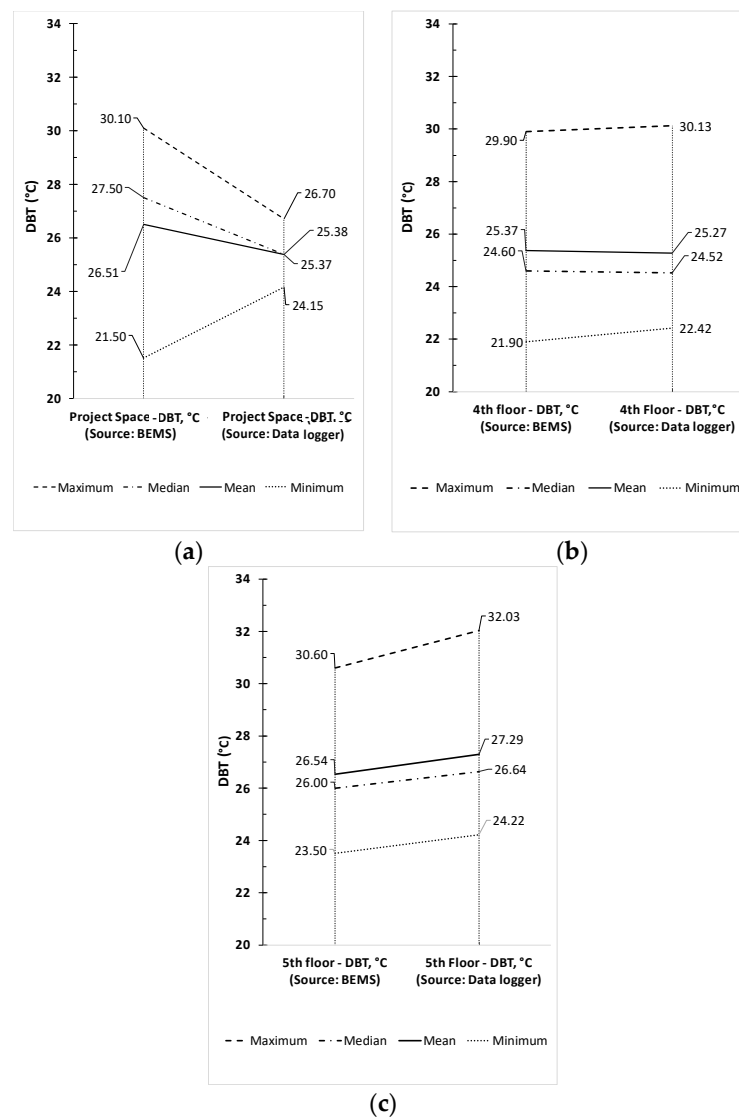 34
32
30
28
26
24
22
20
DBT (°C)
30.10
27.50
26.51
21.50
26.70
25.38
25.37
24.15
Project Space -DBT, °C
(Source: BEMS)
Project Space -DBT, °C
(Source: Data logger)
Maximum
Median
Mean
Minimum
(a)
34
32
30
28
26
24
22
20
DBT (°C)
29.90
25.37
24.60
21.90
30.13
25.27
24.52
22.42
4th floor - DBT, °C
(Source: BEMS)
4th Floor - DBT,°C
(Source: Data logger)
Maximum
Median
Mean
Minimum
(b)
34
32
30
28
26
24
22
20
DBT (°C)
30.60
26.54
26.00
23.50
32.03
27.29
26.64
24.22
5th floor - DBT, °C
(Source: BEMS)
5th Floor - DBT, °C
(Source: Data logger)
Maximum
Median
Mean
Minimum
(c)